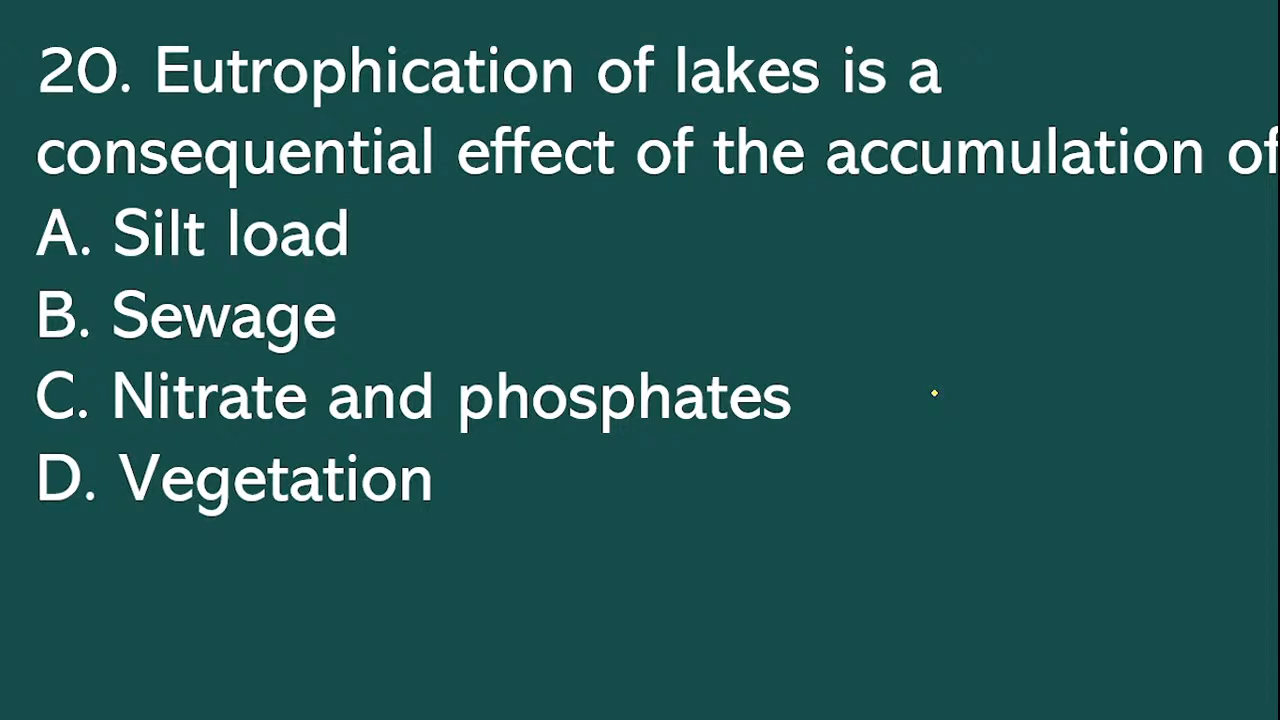 20. Eutrophication of lakes is a
consequential effect of the accumulation of
A. Silt load
B. Sewage
C. Nitrate and phosphates
D. Vegetation